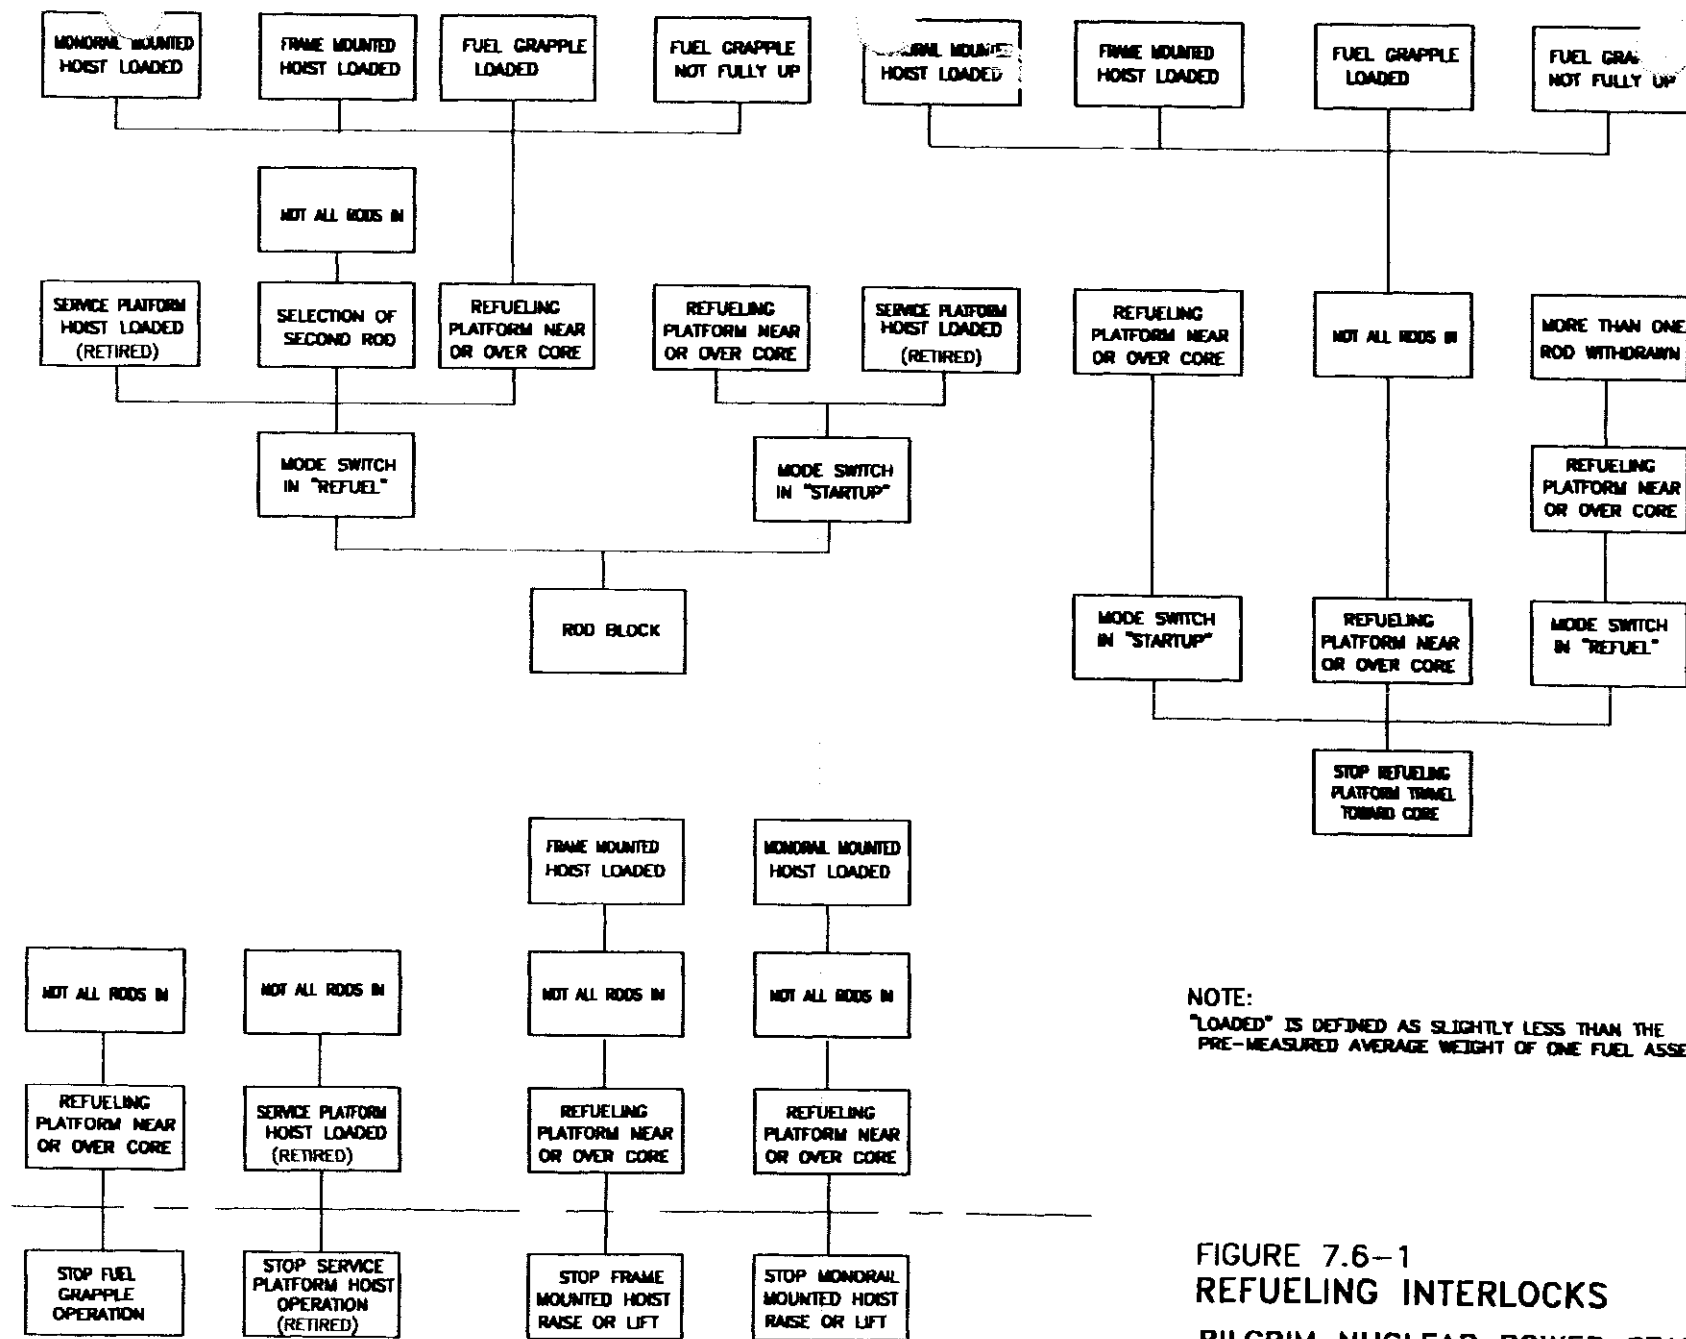 MONORAIL MOUNTED
HOIST LOADED
FRAME MOUNTED
HOIST LOADED
FUEL GRAPPLE
LOADED
FUEL GRAPPLE
NOT FULLY UP
MOUNTED
HOIST LOADED
FRAME MOUNTED
HOIST LOADED
FUEL GRAPPLE
LOADED
FUEL
NOT FULLY UP
NOT ALL RODS IN
SERVICE PLATFORM
HOIST LOADED
(RETIRED)
SELECTION OF
SECOND ROD
REFUELING
PLATFORM NEAR
OR OVER CORE
REFUELING
PLATFORM NEAR
OR OVER CORE
SERVICE PLATFORM
HOIST LOADED
(RETIRED)
REFUELING
PLATFORM NEAR
OR OVER CORE
NOT ALL RODS IN
MORE THAN ONE
ROD WITHDRAWN
MODE SWITCH
IN "REFUEL"
MODE SWITCH
IN "STARTUP"
REFUELING
PLATFORM NEAR
OR OVER CORE
ROD BLOCK
MODE SWITCH
IN "STARTUP"
REFUELING
PLATFORM NEAR
OR OVER CORE
MODE SWITCH
IN "REFUEL"
STOP REFUELING
PLATFORM TRAVEL
TOWARD CORE
FRAME MOUNTED
HOIST LOADED
MONORAIL MOUNTED
HOIST LOADED
NOT ALL RODS IN
NOT ALL RODS IN
NOT ALL RODS IN
NOT ALL RODS IN
REFUELING
PLATFORM NEAR
OR OVER CORE
SERVICE PLATFORM
HOIST LOADED
(RETIRED)
REFUELING
PLATFORM NEAR
OR OVER CORE
REFUELING
PLATFORM NEAR
OR OVER CORE
STOP FUEL
GRAPPLE
OPERATION
STOP SERVICE
PLATFORM HOIST
OPERATION
(RETIRED)
STOP FRAME
MOUNTED HOIST
RAISE OR LIFT
STOP MONORAIL
MOUNTED HOIST
RAISE OR LIFT
NOTE:
"LOADED" IS DEFINED AS SLIGHTLY LESS THAN THE
PRE-MEASURED AVERAGE WEIGHT OF ONE FUEL ASSE
FIGURE 7.6-1
REFUELING INTERLOCKS
PILGRIM NUCLEAR POWER